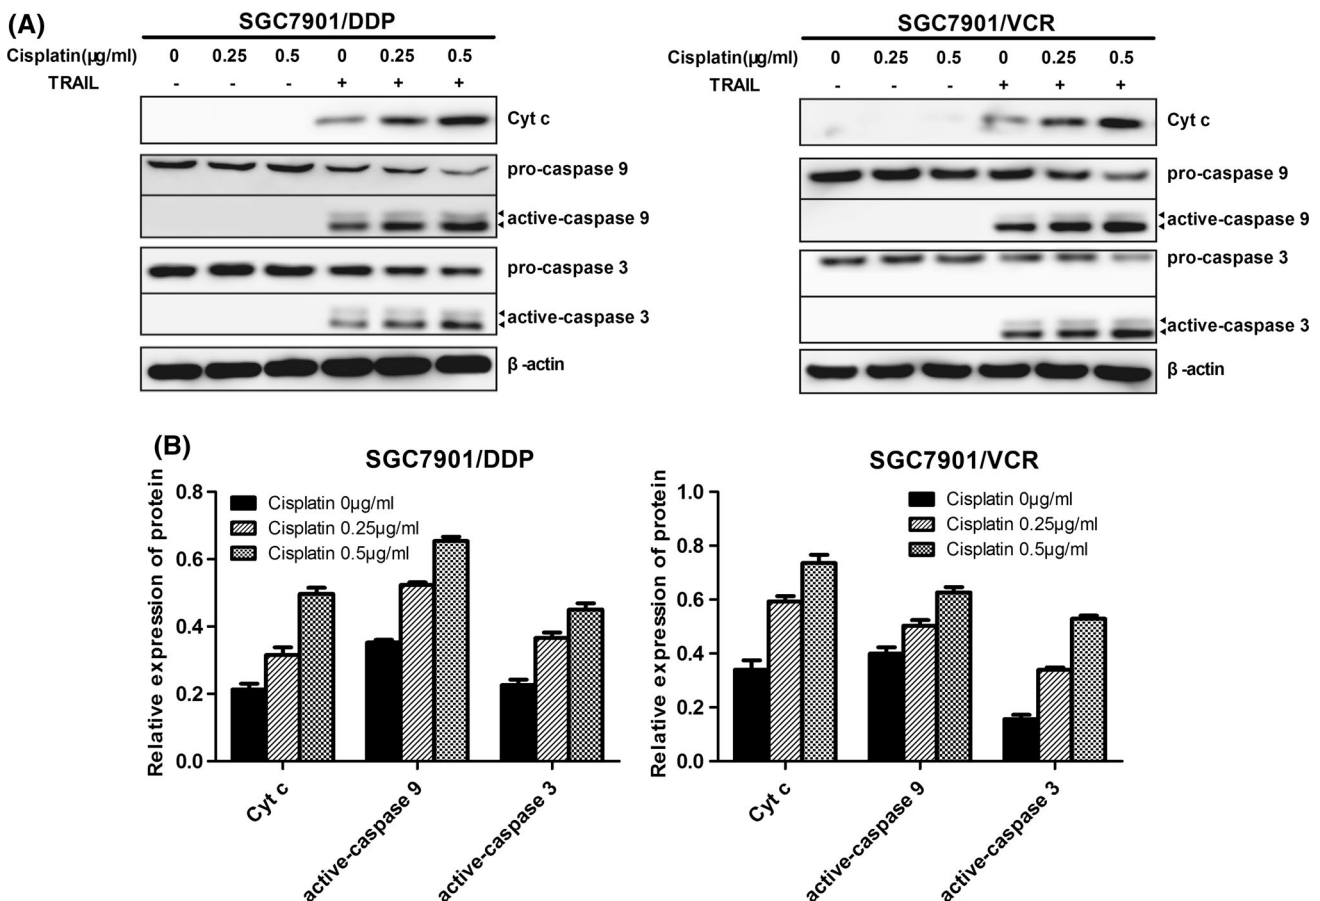 (A)
SGC7901/DDP
Cisplatin(µg/ml) 0 0.25 0.5 0 0.25 0.5
TRAIL - - - + + +
Cyt c
pro-caspase 9
active-caspase 9
pro-caspase 3
active-caspase 3
β -actin
SGC7901/VCR
Cisplatin(µg/ml) 0 0.25 0.5 0 0.25 0.5
TRAIL - - - + + +
Cyt c
pro-caspase 9
active-caspase 9
pro-caspase 3
active-caspase 3
β -actin
(B)
SGC7901/DDP
Relative expression of protein
0.8
0.6
0.4
0.2
0.0
Cisplatin 0µg/ml
Cisplatin 0.25µg/ml
Cisplatin 0.5µg/ml
Cyt c
active-caspase 9
active-caspase 3
SGC7901/VCR
Relative expression of protein
1.0
0.8
0.6
0.4
0.2
0.0
Cisplatin 0µg/ml
Cisplatin 0.25µg/ml
Cisplatin 0.5µg/ml
Cyt c
active-caspase 9
active-caspase 3